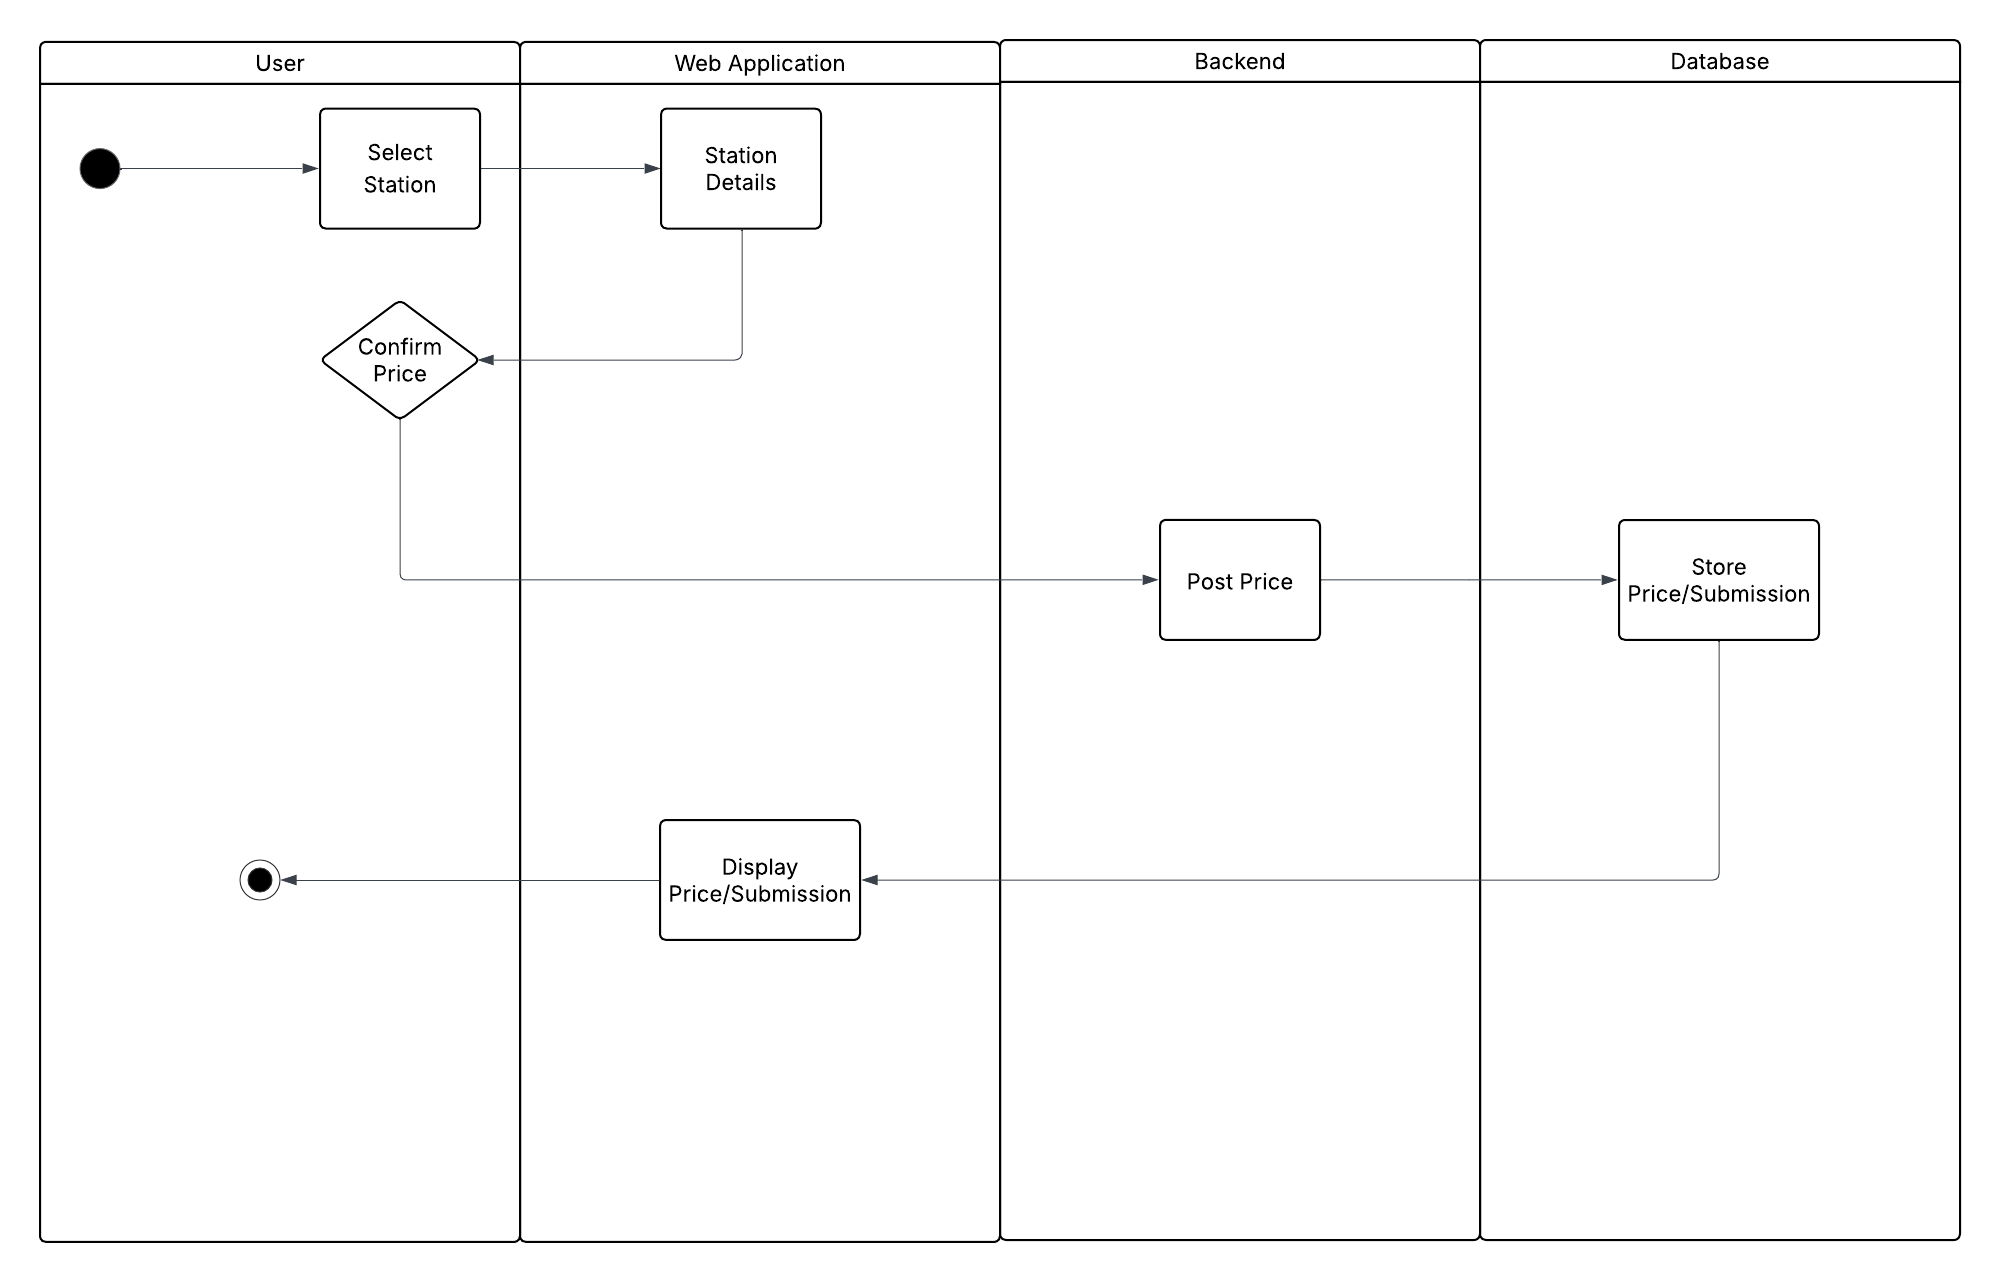 User
Web Application
Backend
Database
Select
Station
Station
Details
Confirm
Price
Post Price
Store
Price/Submission
Display
Price/Submission